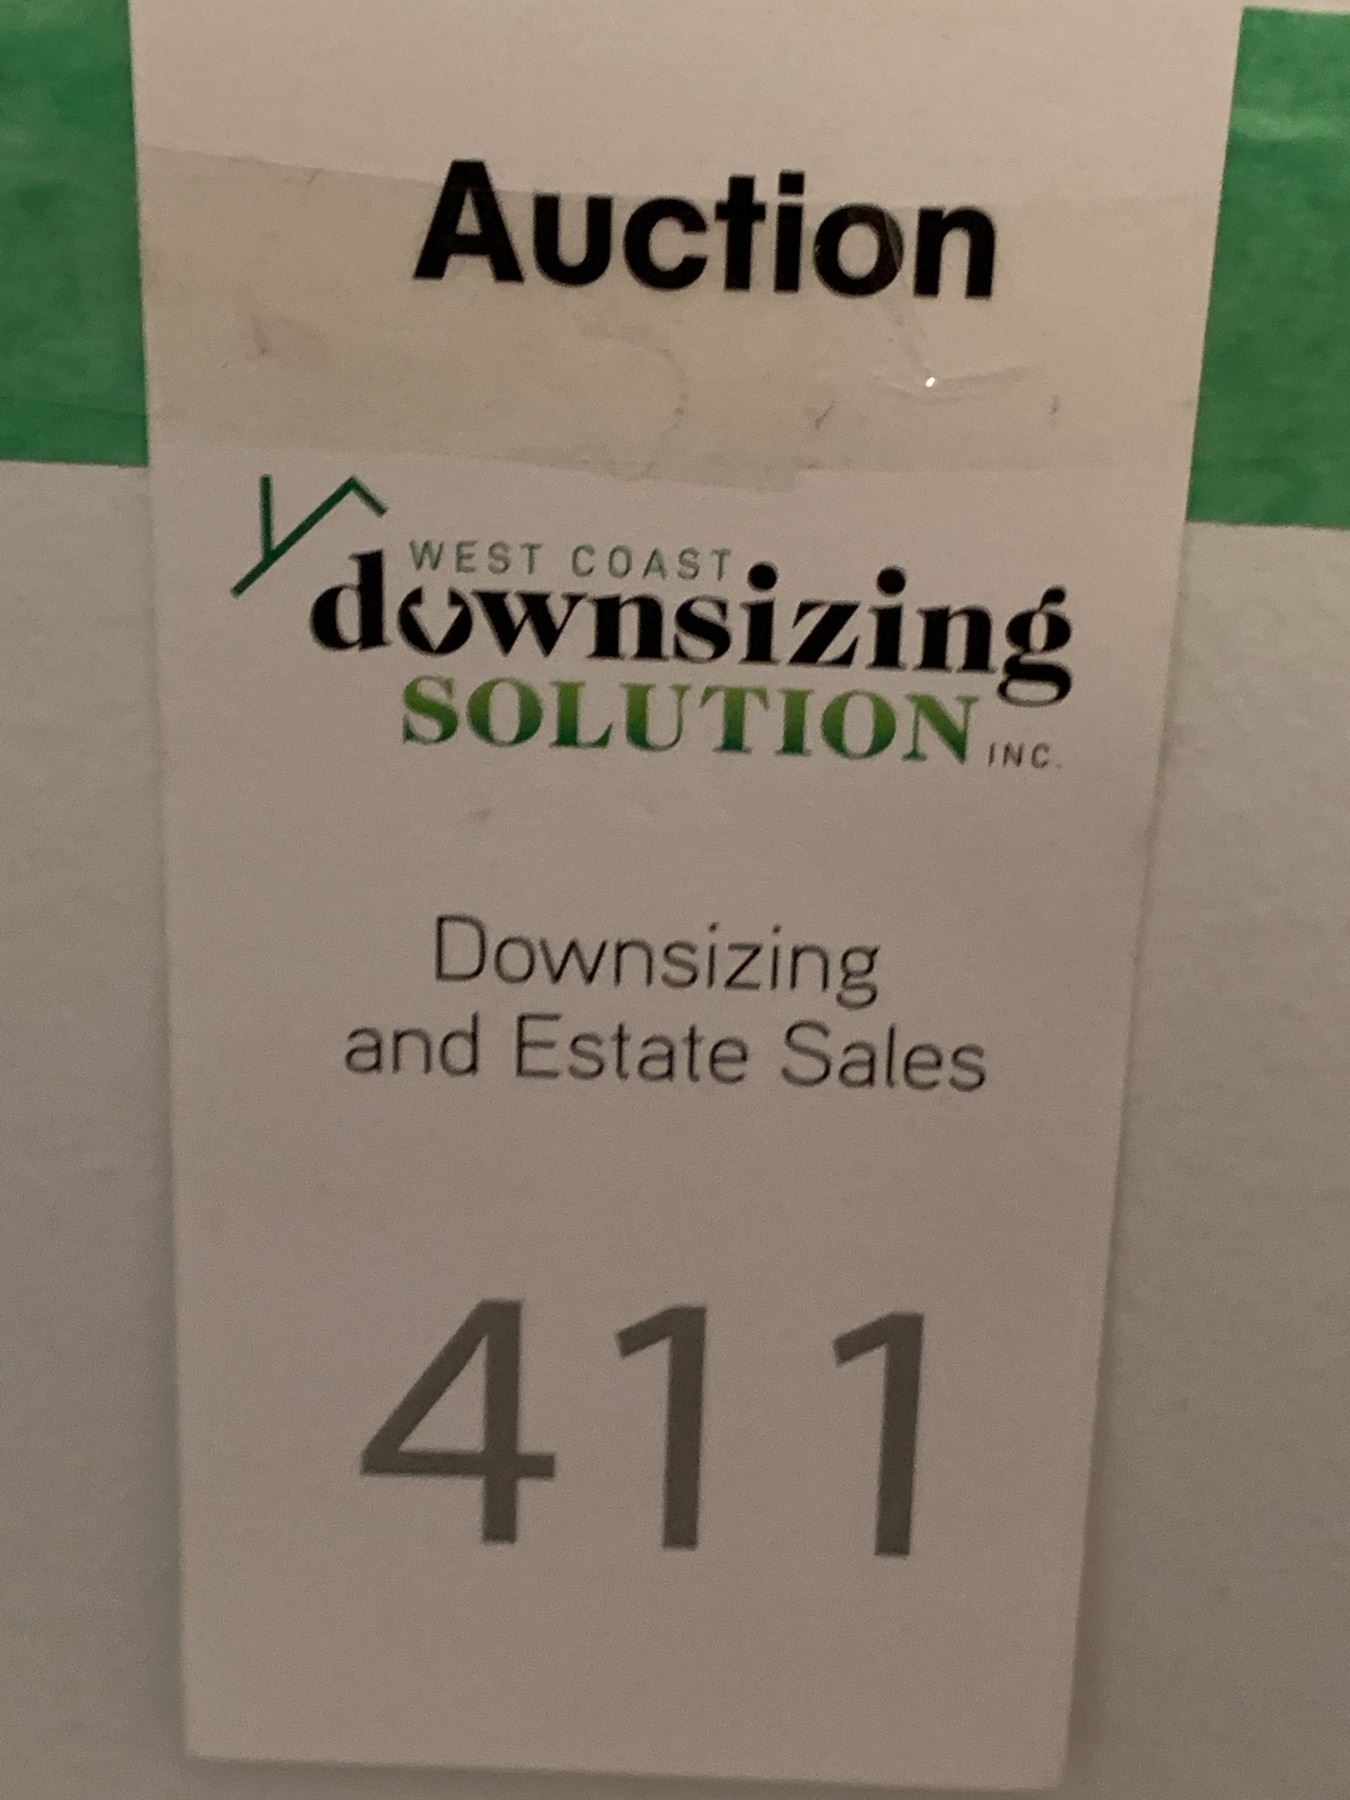 Auction
WEST COAST
downsizing
SOLUTION INC.
Downsizing
and Estate Sales
411